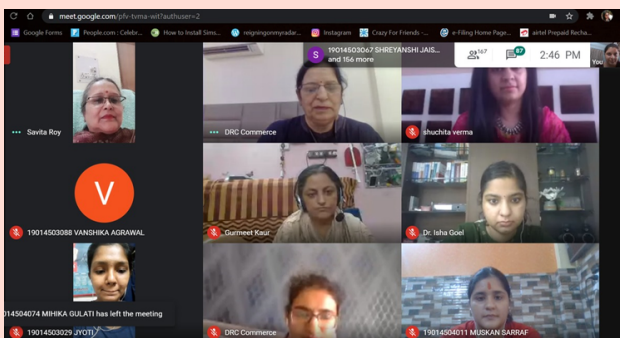 meet.google.com/pfv-tvrna-wit?authuser=2
Google Forms People.com : Celebr... How to Install Sims... reigningonmyradar... Instagram Crazy For Friends -... e-Filing Home Page... airtel Prepaid Recha...
S 19014503067 SHREYANSHI JAIS...
and 156 more
167 87 2:46 PM You
Savita Roy
DRC Commerce
shuchita verma
V
19014503088 VANSHIKA AGRAWAL
Gurmeet Kaur
Dr. Isha Goel
014504074 MIHIKA GULATI has left the meeting
19014503029 JYOTI
DRC Commerce
19014504011 MUSKAN SARRAF